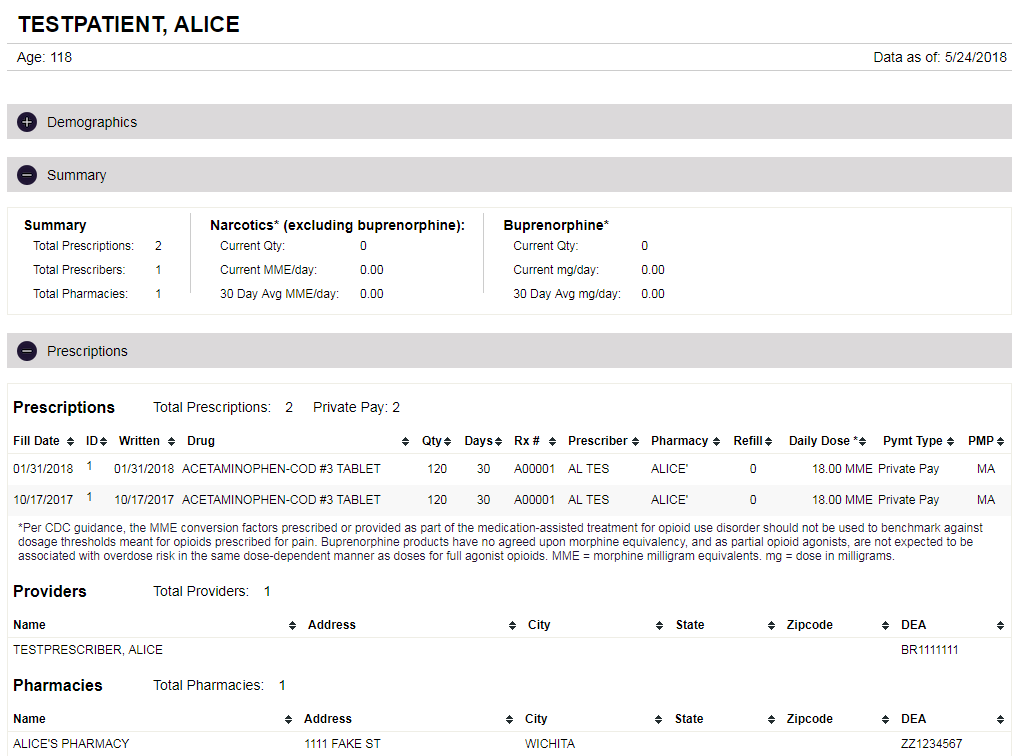 TESTPATIENT, ALICE
Age: 118 Data as of: 5/24/2018
Demographics
Summary
Summary Narcotics* (excluding buprenorphine): Buprenorphine*
Total Prescriptions: 2 Current Qty: 0 Current Qty: 0
Total Prescribers: 1 Current MME/day: 0.00 Current mg/day: 0.00
Total Pharmacies: 1 30 Day Avg MME/day: 0.00 30 Day Avg mg/day: 0.00
Prescriptions
Prescriptions Total Prescriptions: 2 Private Pay: 2
Fill Date ID Written Drug Qty Days Rx # Prescriber Pharmacy Refill Daily Dose * Pymt Type PMP
01/31/2018 1 01/31/2018 ACETAMINOPHEN-COD #3 TABLET 120 30 A00001 AL TES ALICE' 0 18.00 MME Private Pay MA
10/17/2017 1 10/17/2017 ACETAMINOPHEN-COD #3 TABLET 120 30 A00001 AL TES ALICE' 0 18.00 MME Private Pay MA
*Per CDC guidance, the MME conversion factors prescribed or provided as part of the medication-assisted treatment for opioid use disorder should not be used to benchmark against
dosage thresholds meant for opioids prescribed for pain. Buprenorphine products have no agreed upon morphine equivalency, and as partial opioid agonists, are not expected to be
associated with overdose risk in the same dose-dependent manner as doses for full agonist opioids. MME = morphine milligram equivalents. mg = dose in milligrams.
Providers Total Providers: 1
Name Address City State Zipcode DEA
TESTPRESCRIBER, ALICE BR1111111
Pharmacies Total Pharmacies: 1
Name Address City State Zipcode DEA
ALICE'S PHARMACY 1111 FAKE ST WICHITA ZZ1234567